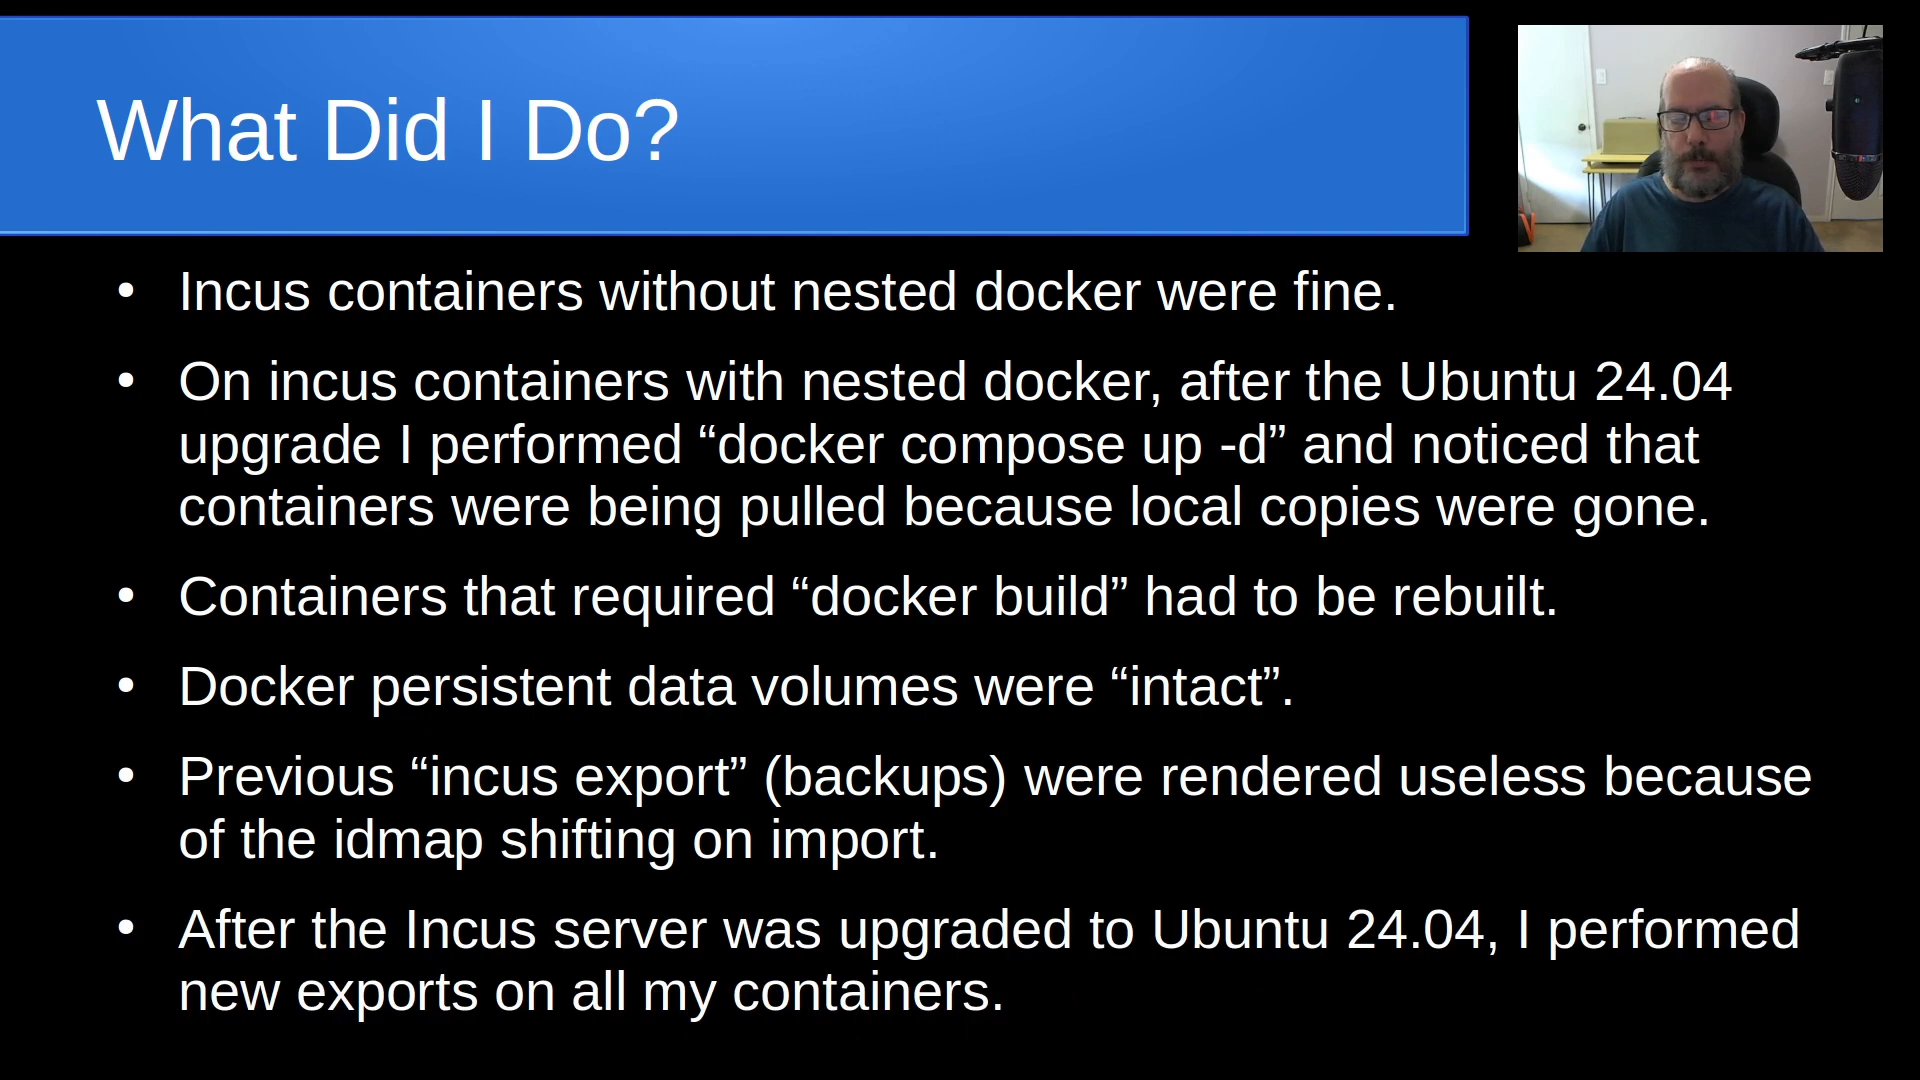 What Did I Do?
• Incus containers without nested docker were fine.
• On incus containers with nested docker, after the Ubuntu 24.04
upgrade I performed “docker compose up -d” and noticed that
containers were being pulled because local copies were gone.
• Containers that required “docker build” had to be rebuilt.
• Docker persistent data volumes were “intact”.
• Previous “incus export” (backups) were rendered useless because
of the idmap shifting on import.
• After the Incus server was upgraded to Ubuntu 24.04, I performed
new exports on all my containers.